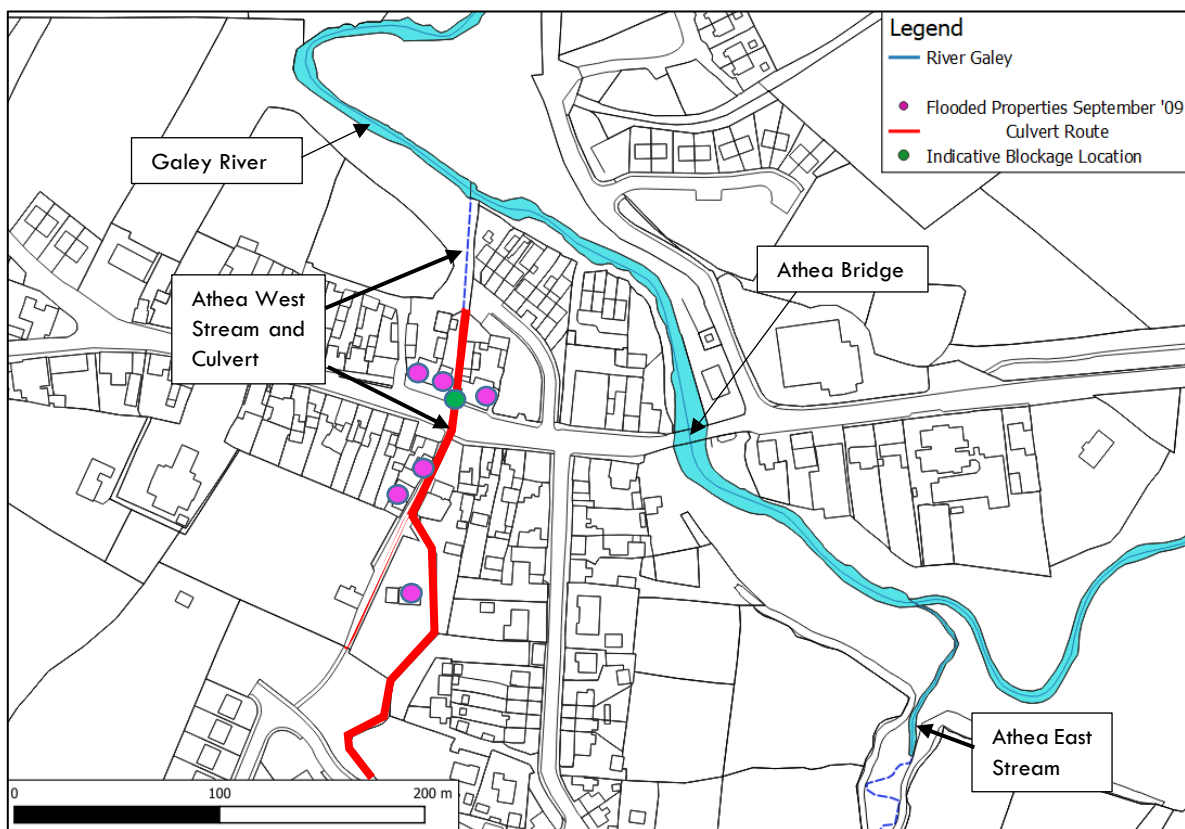 Legend
River Galey
Flooded Properties September '09
Culvert Route
Indicative Blockage Location
Galey River
Athea Bridge
Athea West
Stream and
Culvert
Athea East
Stream
0 100 200 m